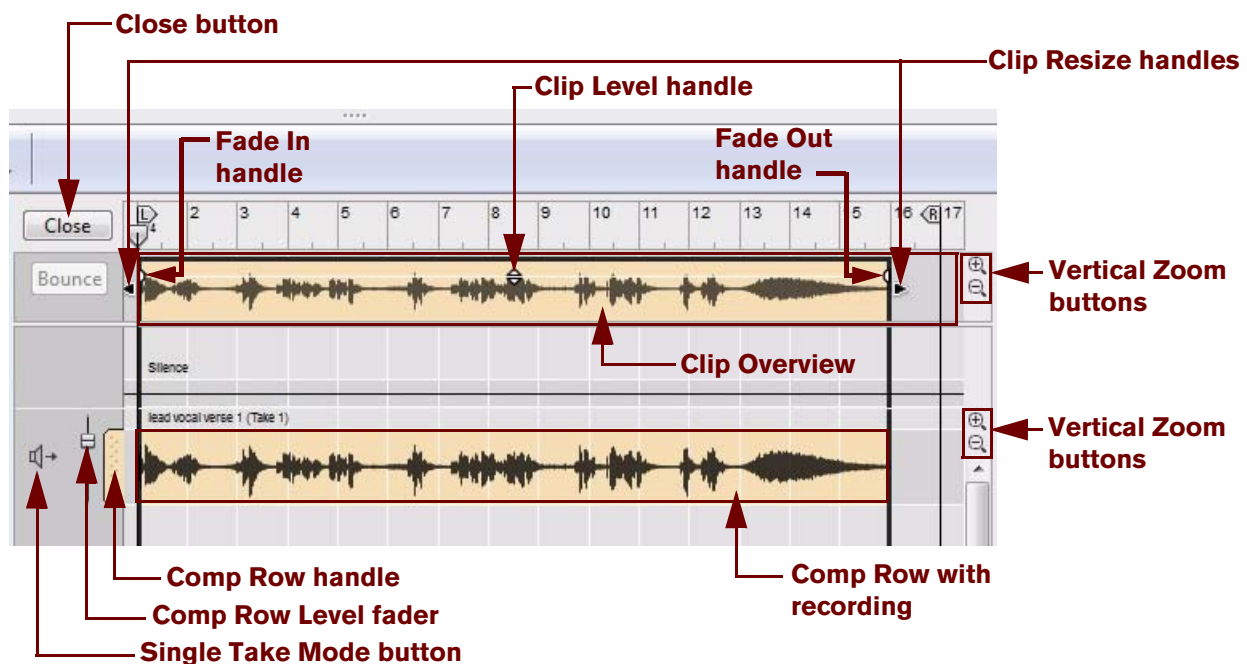 Close button
Clip Resize handles
Clip Level handle
Fade In
handle
Fade Out
handle
Close
L 2 3 4 5 6 7 8 9 10 11 12 13 14 15 16 R 17
4
Bounce
Vertical Zoom
buttons
Clip Overview
Silence
lead vocal verse 1 (Take 1)
Vertical Zoom
buttons
Comp Row handle
Comp Row with
recording
Comp Row Level fader
Single Take Mode button